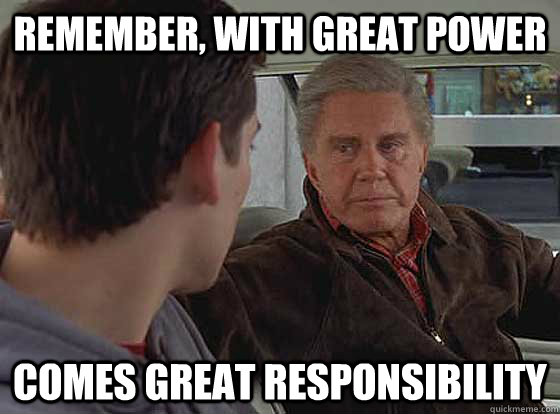 REMEMBER, WITH GREAT POWER
COMES GREAT RESPONSIBILITY
quickmeme.com